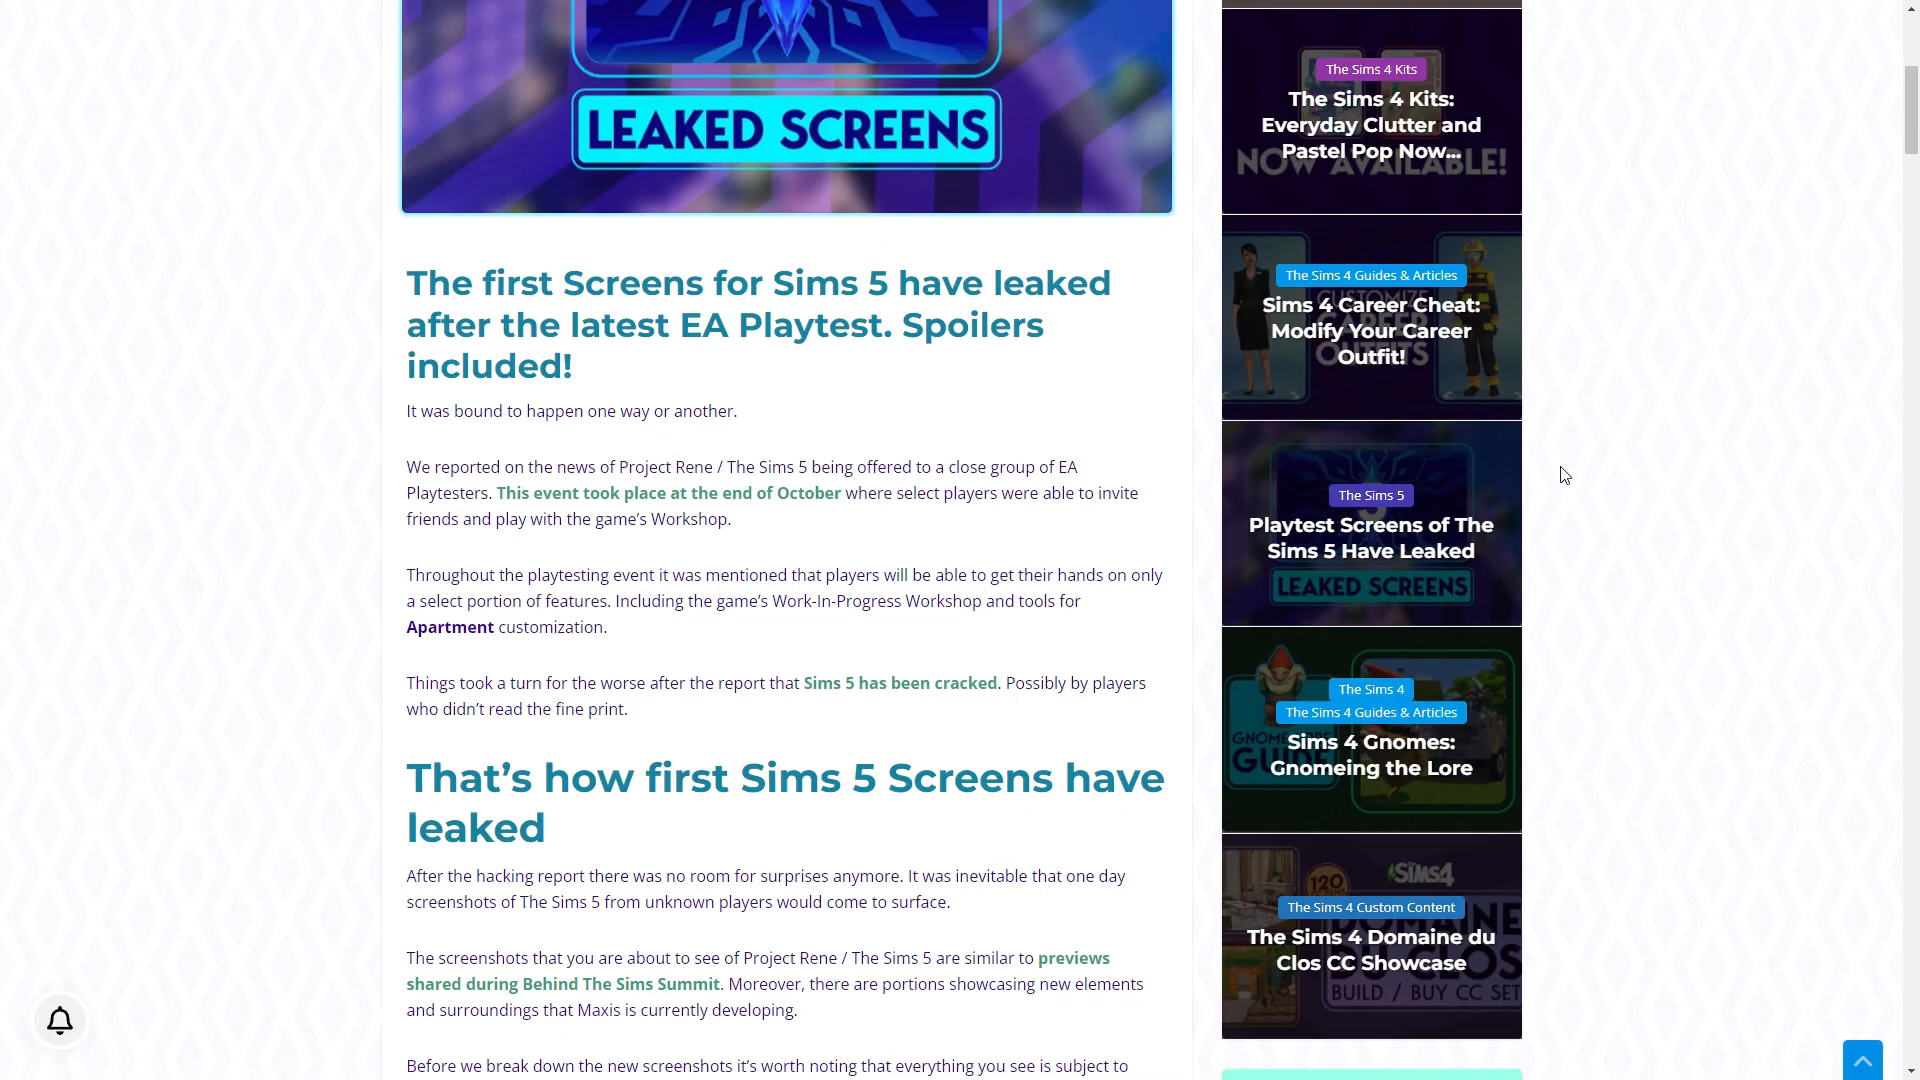 LEAKED SCREENS
The first Screens for Sims 5 have leaked
after the latest EA Playtest. Spoilers
included!
It was bound to happen one way or another.
We reported on the news of Project Rene / The Sims 5 being offered to a close group of EA
Playtesters. This event took place at the end of October where select players were able to invite
friends and play with the game’s Workshop.
Throughout the playtesting event it was mentioned that players will be able to get their hands on only
a select portion of features. Including the game’s Work-In-Progress Workshop and tools for
Apartment customization.
Things took a turn for the worse after the report that Sims 5 has been cracked. Possibly by players
who didn’t read the fine print.
That’s how first Sims 5 Screens have
leaked
After the hacking report there was no room for surprises anymore. It was inevitable that one day
screenshots of The Sims 5 from unknown players would come to surface.
The screenshots that you are about to see of Project Rene / The Sims 5 are similar to previews
shared during Behind The Sims Summit. Moreover, there are portions showcasing new elements
and surroundings that Maxis is currently developing.
Before we break down the new screenshots it’s worth noting that everything you see is subject to
The Sims 4 Kits
The Sims 4 Kits:
Everyday Clutter and
Pastel Pop Now...
NOW AVAILABLE!
The Sims 4 Guides & Articles
CUSTOMIZE
Sims 4 Career Cheat:
CAREER
Modify Your Career
OUTFITS
Outfit!
The Sims 5
Playtest Screens of The
Sims 5 Have Leaked
LEAKED SCREENS
The Sims 4
The Sims 4 Guides & Articles
Sims 4 Gnomes:
GUIDE
Gnomeing the Lore
120
The SIMS4
The Sims 4 Custom Content
DOMAINE
The Sims 4 Domaine du
DU CLOS
Clos CC Showcase
BUILD / BUY CC SET